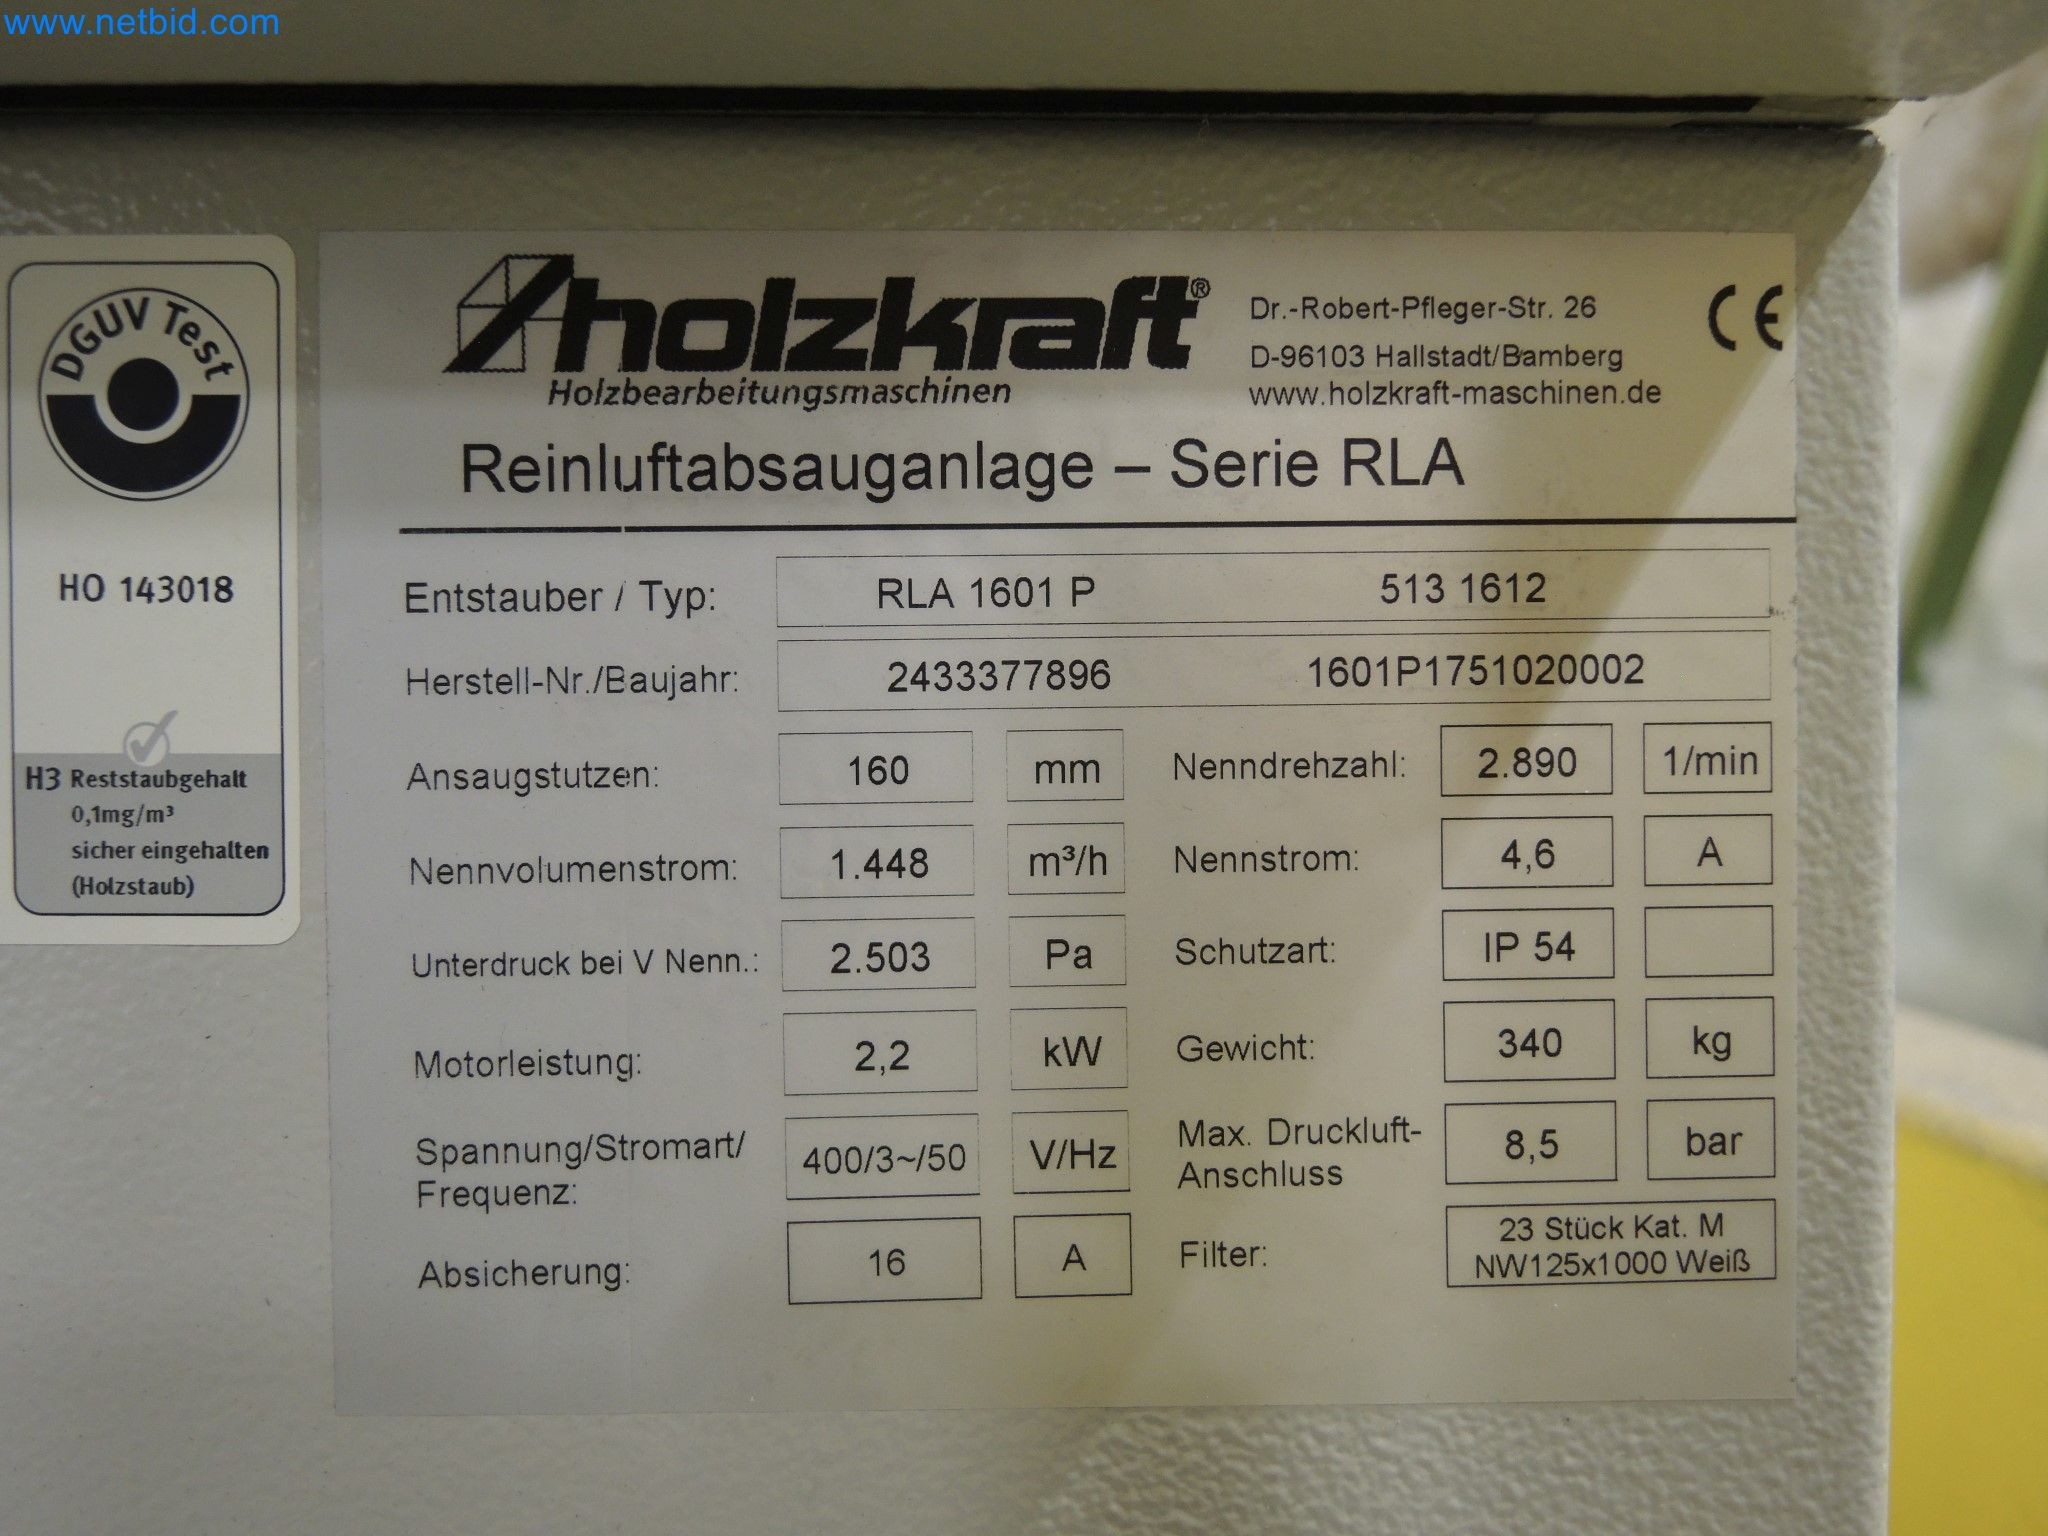 www.netbid.com
DGUV Test
HO 143018
H3 Reststaubgehalt
0,1mg/m³
sicher eingehalten
(Holzstaub)
holzkraft®
Holzbearbeitungsmaschinen
Dr.-Robert-Pfleger-Str. 26
D-96103 Hallstadt/Bamberg
www.holzkraft-maschinen.de
CE
Reinluftabsauganlage – Serie RLA
Entstauber / Typ: RLA 1601 P 513 1612
Herstell-Nr./Baujahr: 2433377896 1601P1751020002
Ansaugstutzen: 160 mm Nenndrehzahl: 2.890 1/min
Nennvolumenstrom: 1.448 m³/h Nennstrom: 4,6 A
Unterdruck bei V Nenn.: 2.503 Pa Schutzart: IP 54
Motorleistung: 2,2 kW Gewicht: 340 kg
Spannung/Stromart/
Frequenz: 400/3~/50 V/Hz
Max. Druckluft-
Anschluss 8,5 bar
Absicherung: 16 A
Filter: 23 Stück Kat. M
NW125x1000 Weiß